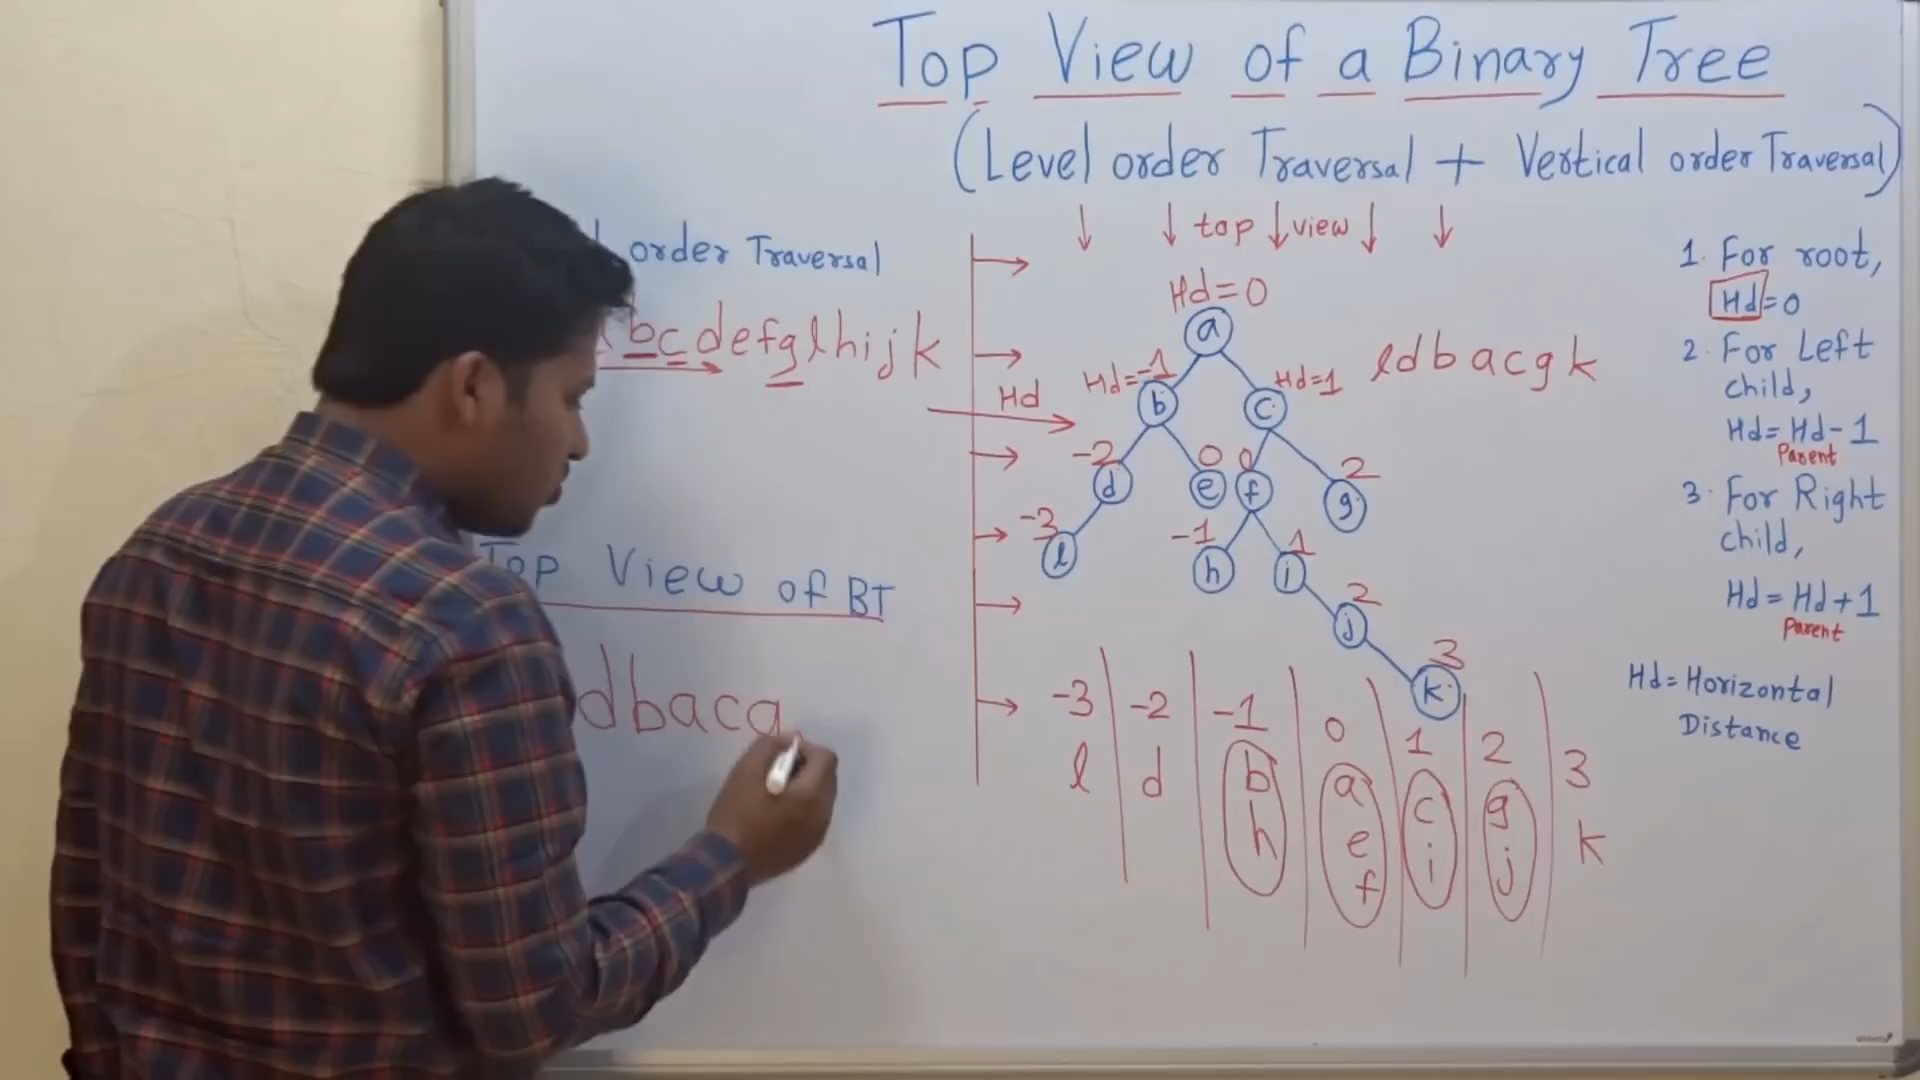 Top View of a Binary Tree
(Level order Traversal + Vertical order Traversal)
order Traversal
bcdefglhijk
↓ ↓ top ↓ view ↓ ↓
Hd=0
a
Hd=-1
Hd=1
b
c
Hd
-2
0
0
2
d
e
f
g
-3
-1
1
l
h
i
2
j
3
k
ldbacgk
-3 -2 -1 0 1 2 3
l d b a c g k
h e i j
f
1. For root,
Hd=0
2. For Left
child,
Hd=Hd-1
Parent
3. For Right
child,
Hd=Hd+1
Parent
Hd=Horizontal
Distance
Top View of BT
dbacg